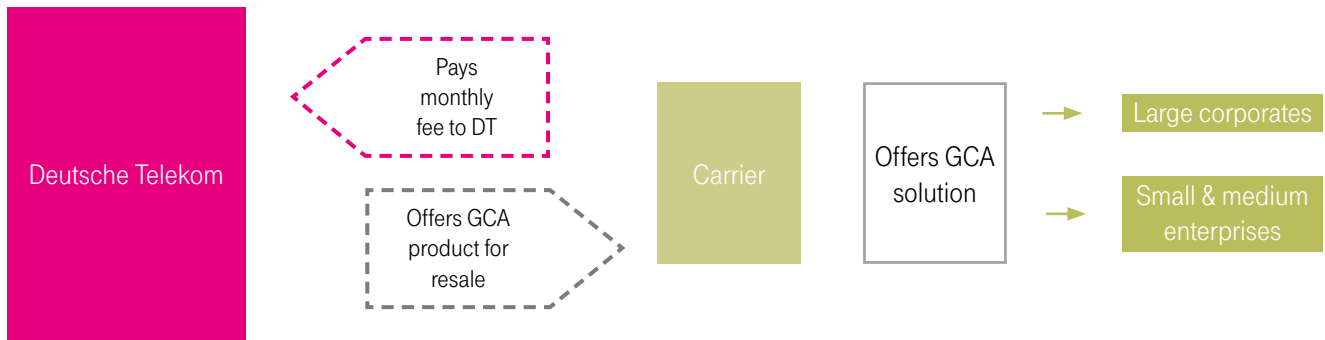 Deutsche Telekom
Pays
monthly
fee to DT
Offers GCA
product for
resale
Carrier
Offers GCA
solution
Large corporates
Small & medium
enterprises